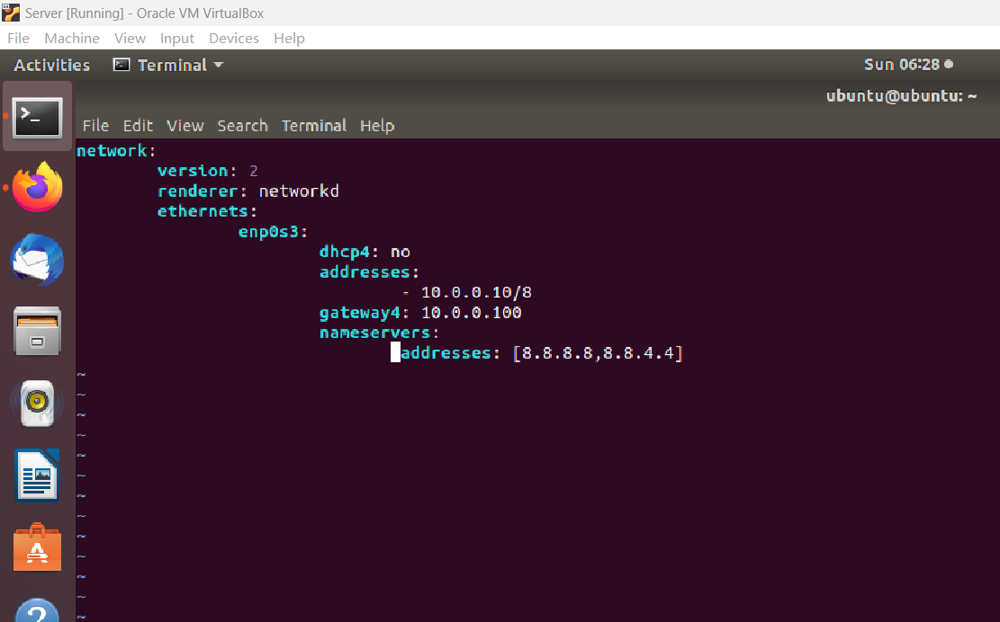 Server [Running] - Oracle VM VirtualBox
File Machine View Input Devices Help
Activities Terminal Sun 06:28
ubuntu@ubuntu: ~
File Edit View Search Terminal Help
network:
version: 2
renderer: networkd
ethernets:
enp0s3:
dhcp4: no
addresses:
- 10.0.0.10/8
gateway4: 10.0.0.100
nameservers:
addresses: [8.8.8.8,8.8.4.4]
~
~
~
~
~
~
~
~
~
~
~
~
~